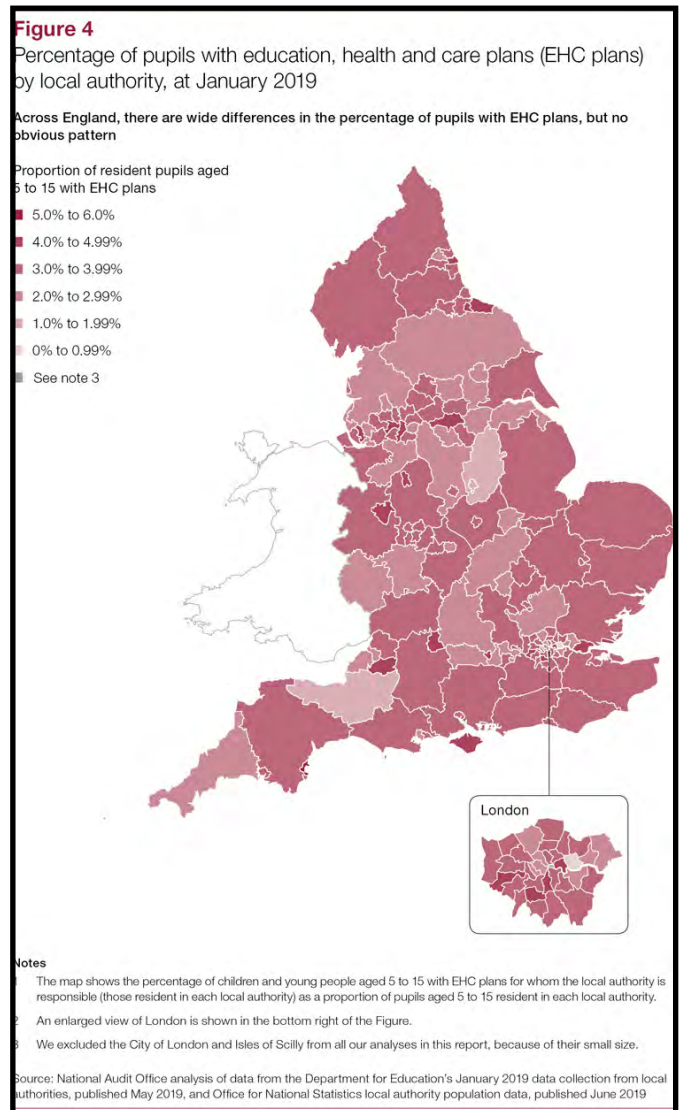 Figure 4
Percentage of pupils with education, health and care plans (EHC plans)
by local authority, at January 2019
Across England, there are wide differences in the percentage of pupils with EHC plans, but no
obvious pattern
Proportion of resident pupils aged
5 to 15 with EHC plans
5.0% to 6.0%
4.0% to 4.99%
3.0% to 3.99%
2.0% to 2.99%
1.0% to 1.99%
0% to 0.99%
See note 3
London
Notes
1 The map shows the percentage of children and young people aged 5 to 15 with EHC plans for whom the local authority is
responsible (those resident in each local authority) as a proportion of pupils aged 5 to 15 resident in each local authority.
2 An enlarged view of London is shown in the bottom right of the Figure.
3 We excluded the City of London and Isles of Scilly from all our analyses in this report, because of their small size.
Source: National Audit Office analysis of data from the Department for Education's January 2019 data collection from local
authorities, published May 2019, and Office for National Statistics local authority population data, published June 2019